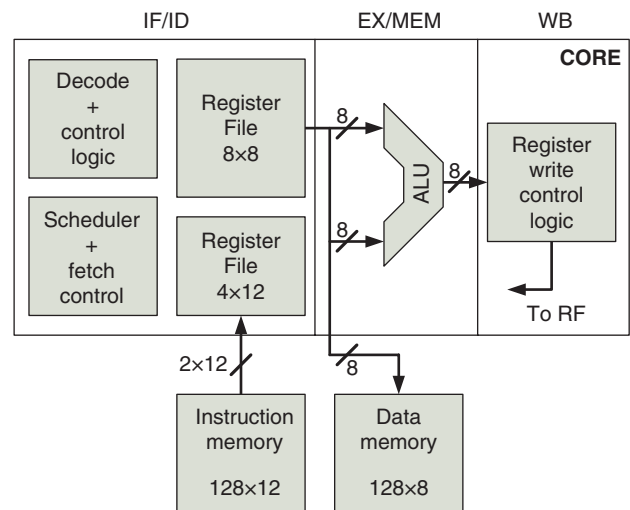 IF/ID
EX/MEM
WB
CORE
Decode
+
control
logic
Register
File
8×8
Scheduler
+
fetch
control
Register
File
4×12
8
8
ALU
8
Register
write
control
logic
To RF
2×12
8
Instruction
memory
128×12
Data
memory
128×8